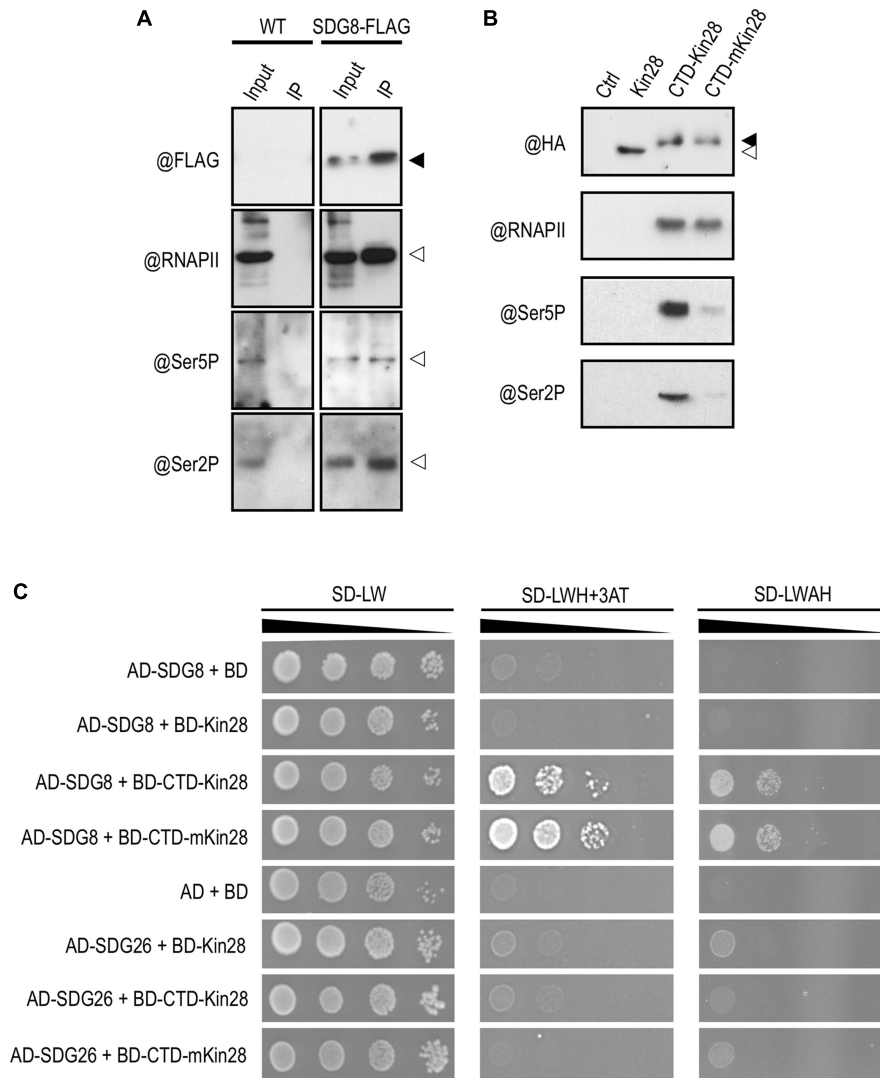 A
WT SDG8-FLAG
Input IP Input IP
@FLAG
@RNAPII
@Ser5P
@Ser2P
B
Ctrl Kin28 CTD-Kin28 CTD-mKin28
@HA
@RNAPII
@Ser5P
@Ser2P
C
SD-LW SD-LWH+3AT SD-LWAH
AD-SDG8 + BD
AD-SDG8 + BD-Kin28
AD-SDG8 + BD-CTD-Kin28
AD-SDG8 + BD-CTD-mKin28
AD + BD
AD-SDG26 + BD-Kin28
AD-SDG26 + BD-CTD-Kin28
AD-SDG26 + BD-CTD-mKin28